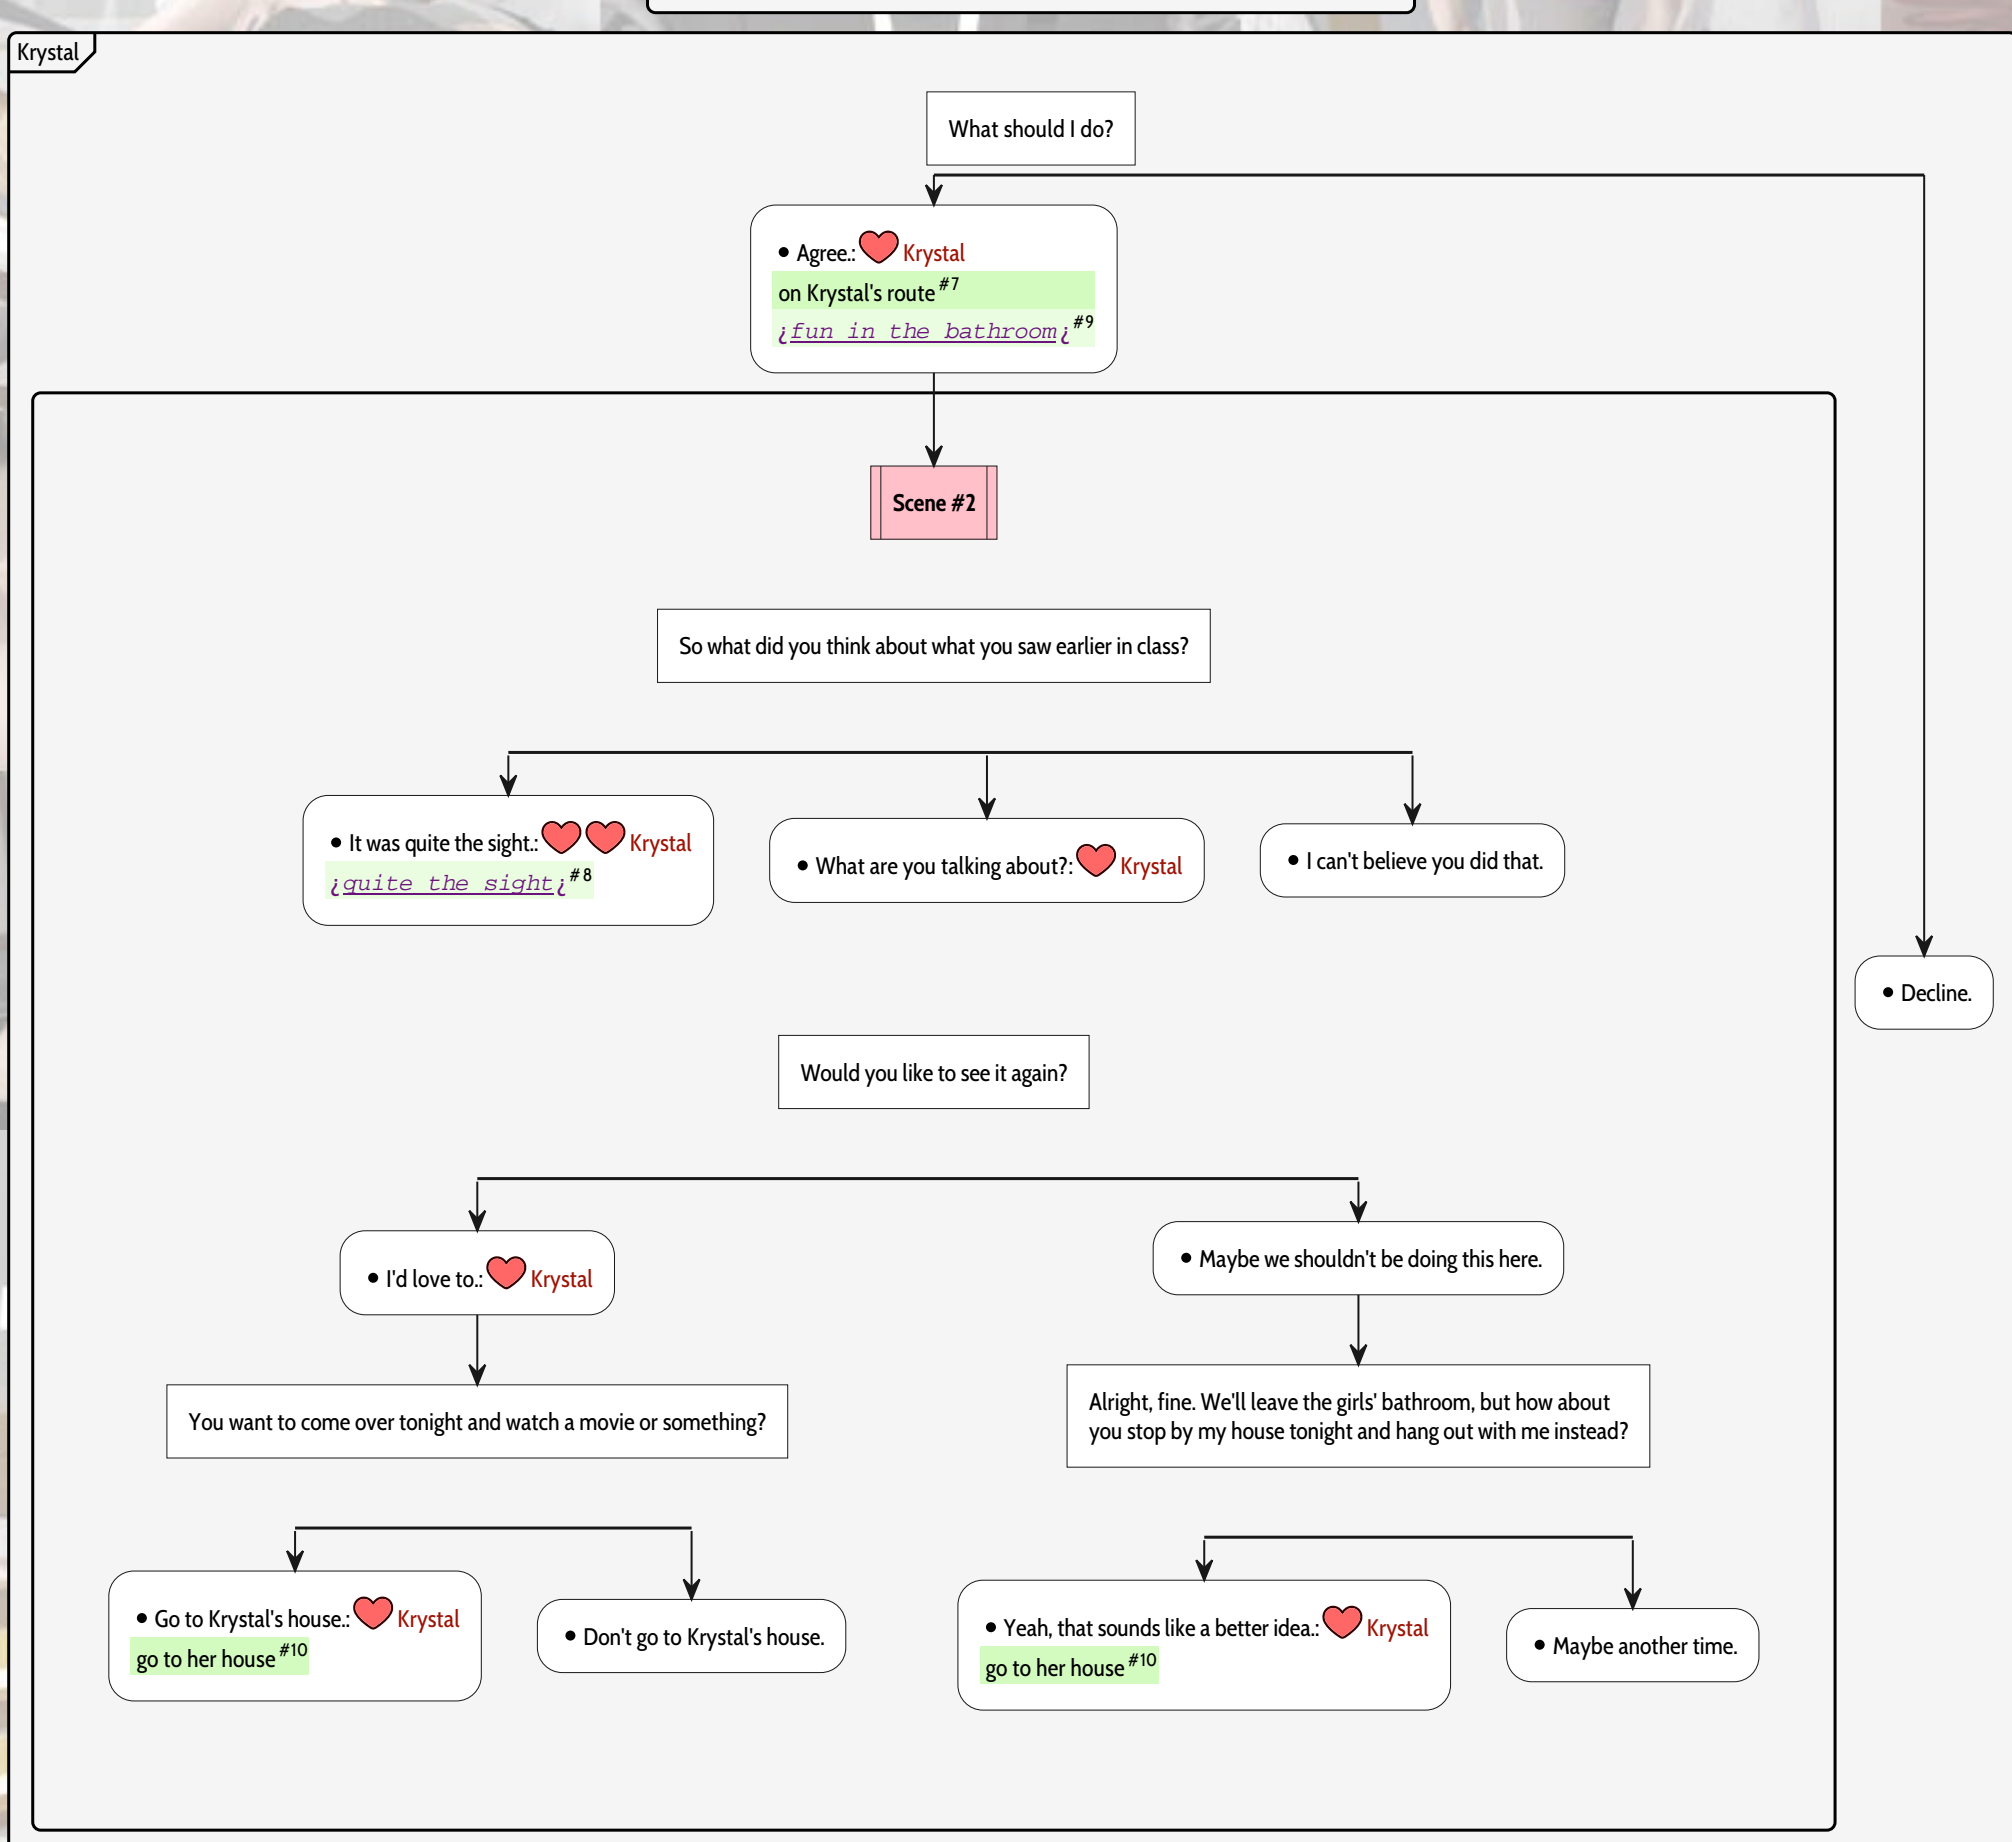 Krystal
What should I do?
• Agree.: Krystal
on Krystal's route #7
¿fun in the bathroom¿ #9
Scene #2
So what did you think about what you saw earlier in class?
• It was quite the sight.: Krystal
¿quite the sight¿ #8
• What are you talking about?: Krystal
• I can't believe you did that.
• Decline.
Would you like to see it again?
• I'd love to.: Krystal
• Maybe we shouldn't be doing this here.
You want to come over tonight and watch a movie or something?
Alright, fine. We'll leave the girls' bathroom, but how about
you stop by my house tonight and hang out with me instead?
• Go to Krystal's house.: Krystal
go to her house #10
• Don't go to Krystal's house.
• Yeah, that sounds like a better idea.: Krystal
go to her house #10
• Maybe another time.